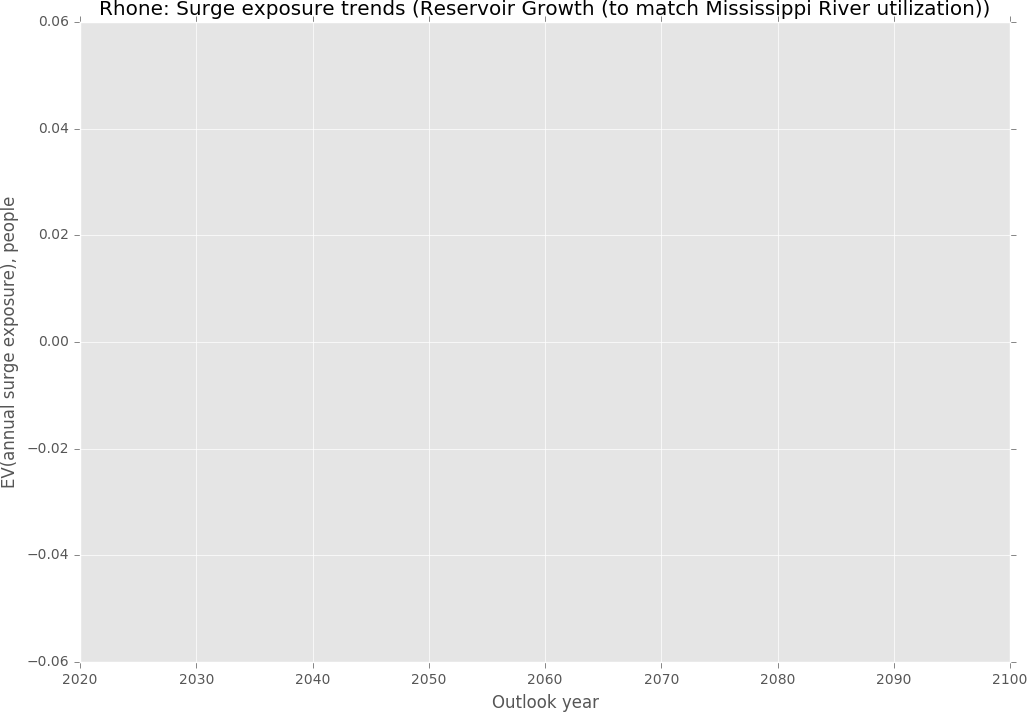 Rhone: Surge exposure trends (Reservoir Growth (to match Mississippi River utilization))
EV(annual surge exposure), people
0.06
0.04
0.02
0.00
−0.02
−0.04
−0.06
2020 2030 2040 2050 2060 2070 2080 2090 2100
Outlook year